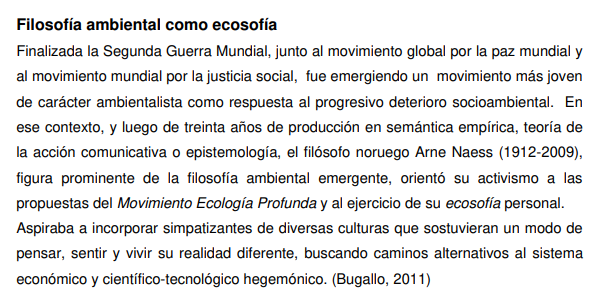 Filosofía ambiental como ecosofía
Finalizada la Segunda Guerra Mundial, junto al movimiento global por la paz mundial y
al movimiento mundial por la justicia social,  fue emergiendo un  movimiento más joven
de carácter ambientalista como respuesta al progresivo deterioro socioambiental.  En
ese contexto, y luego de treinta años de producción en semántica empírica, teoría de
la acción comunicativa o epistemología, el filósofo noruego Arne Naess (1912-2009),
figura prominente de la filosofía ambiental emergente, orientó su activismo a las
propuestas del Movimiento Ecología Profunda y al ejercicio de su ecosofía personal.
Aspiraba a incorporar simpatizantes de diversas culturas que sostuvieran un modo de
pensar, sentir y vivir su realidad diferente, buscando caminos alternativos al sistema
económico y científico-tecnológico hegemónico. (Bugallo, 2011)